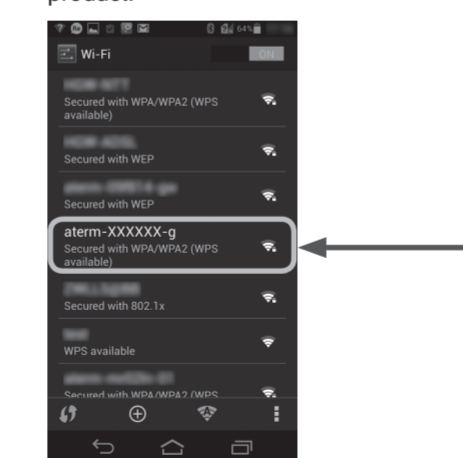 product.
64%
Wi-Fi
ON
Secured with WPA/WPA2 (WPS
available)
Secured with WEP
Secured with WEP
aterm-XXXXXX-g
Secured with WPA/WPA2 (WPS
available)
Secured with 802.1x
WPS available
Secured with WPA/WPA2 (WPS